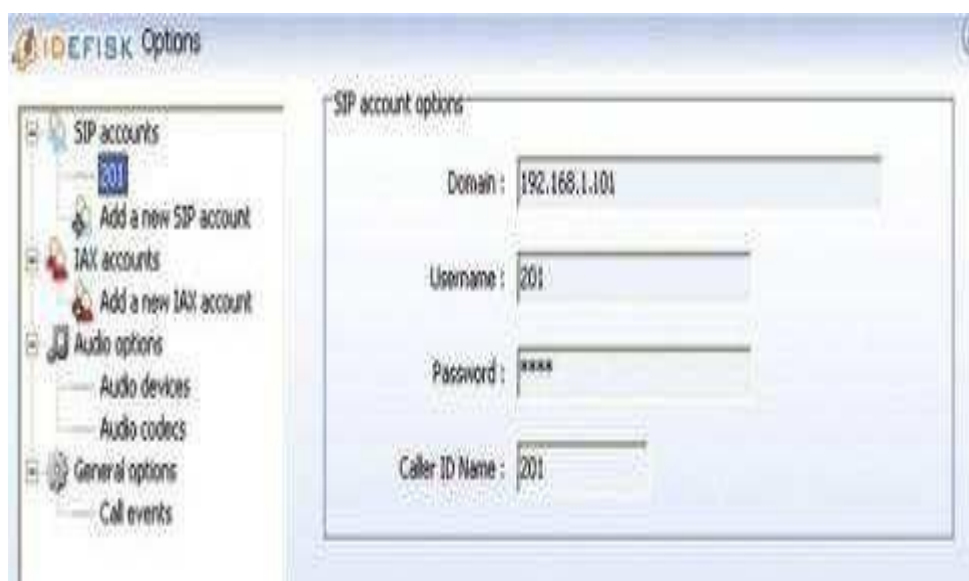 IDEFISK Options
SIP accounts
201
Add a new SIP account
IAX accounts
Add a new IAX account
Audio options
Audio devices
Audio codecs
General options
Call events
SIP account options
Domain : 192.168.1.101
Username : 201
Password : ****
Caller ID Name : 201